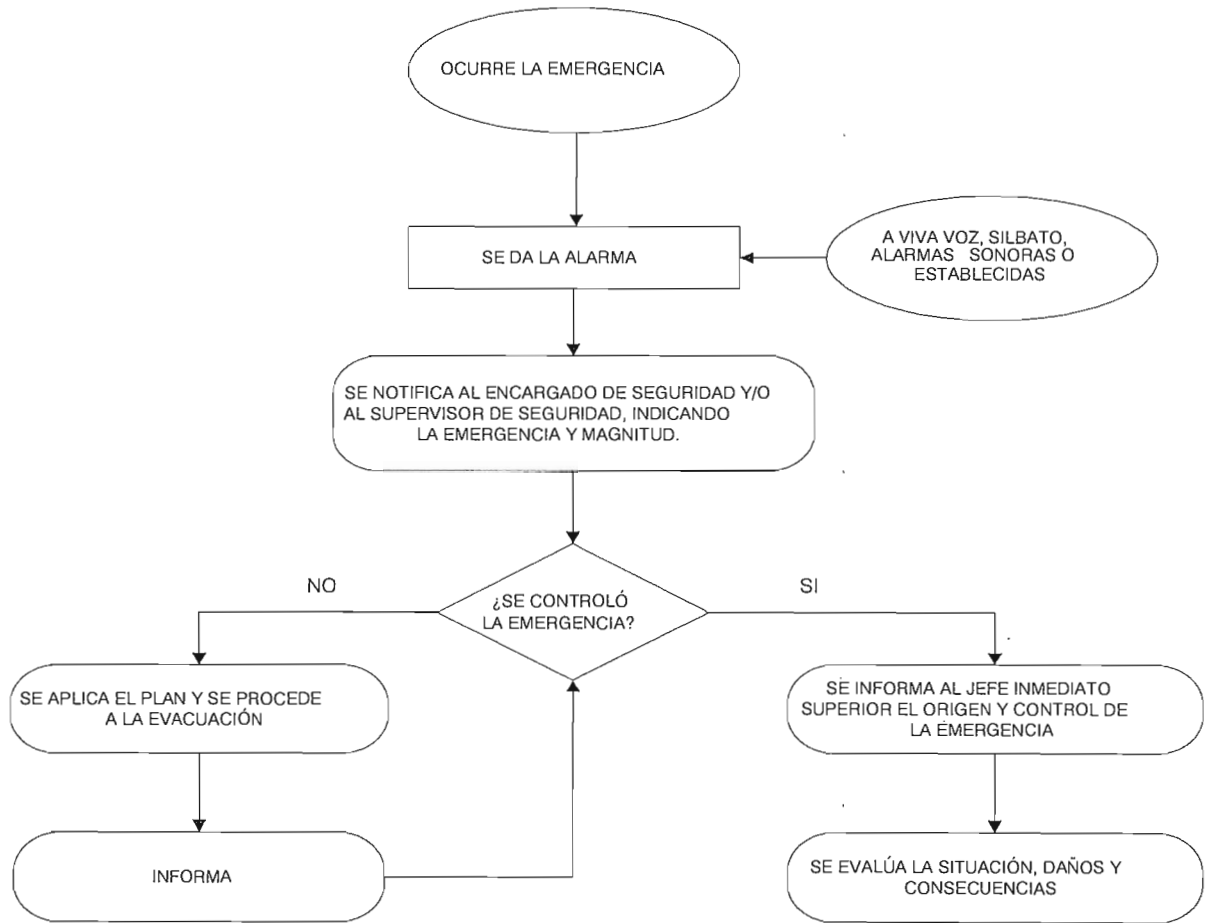 OCURRE LA EMERGENCIA
SE DA LA ALARMA
A VIVA VOZ, SILBATO,
ALARMAS SONORAS O
ESTABLECIDAS
SE NOTIFICA AL ENCARGADO DE SEGURIDAD Y/O
AL SUPERVISOR DE SEGURIDAD, INDICANDO
LA EMERGENCIA Y MAGNITUD.
NO
¿SE CONTROLÓ
LA EMERGENCIA?
SI
SE APLICA EL PLAN Y SE PROCEDE
A LA EVACUACIÓN
SE INFORMA AL JEFE INMEDIATO
SUPERIOR EL ORIGEN Y CONTROL DE
LA EMERGENCIA
INFORMA
SE EVALÚA LA SITUACIÓN, DAÑOS Y
CONSECUENCIAS